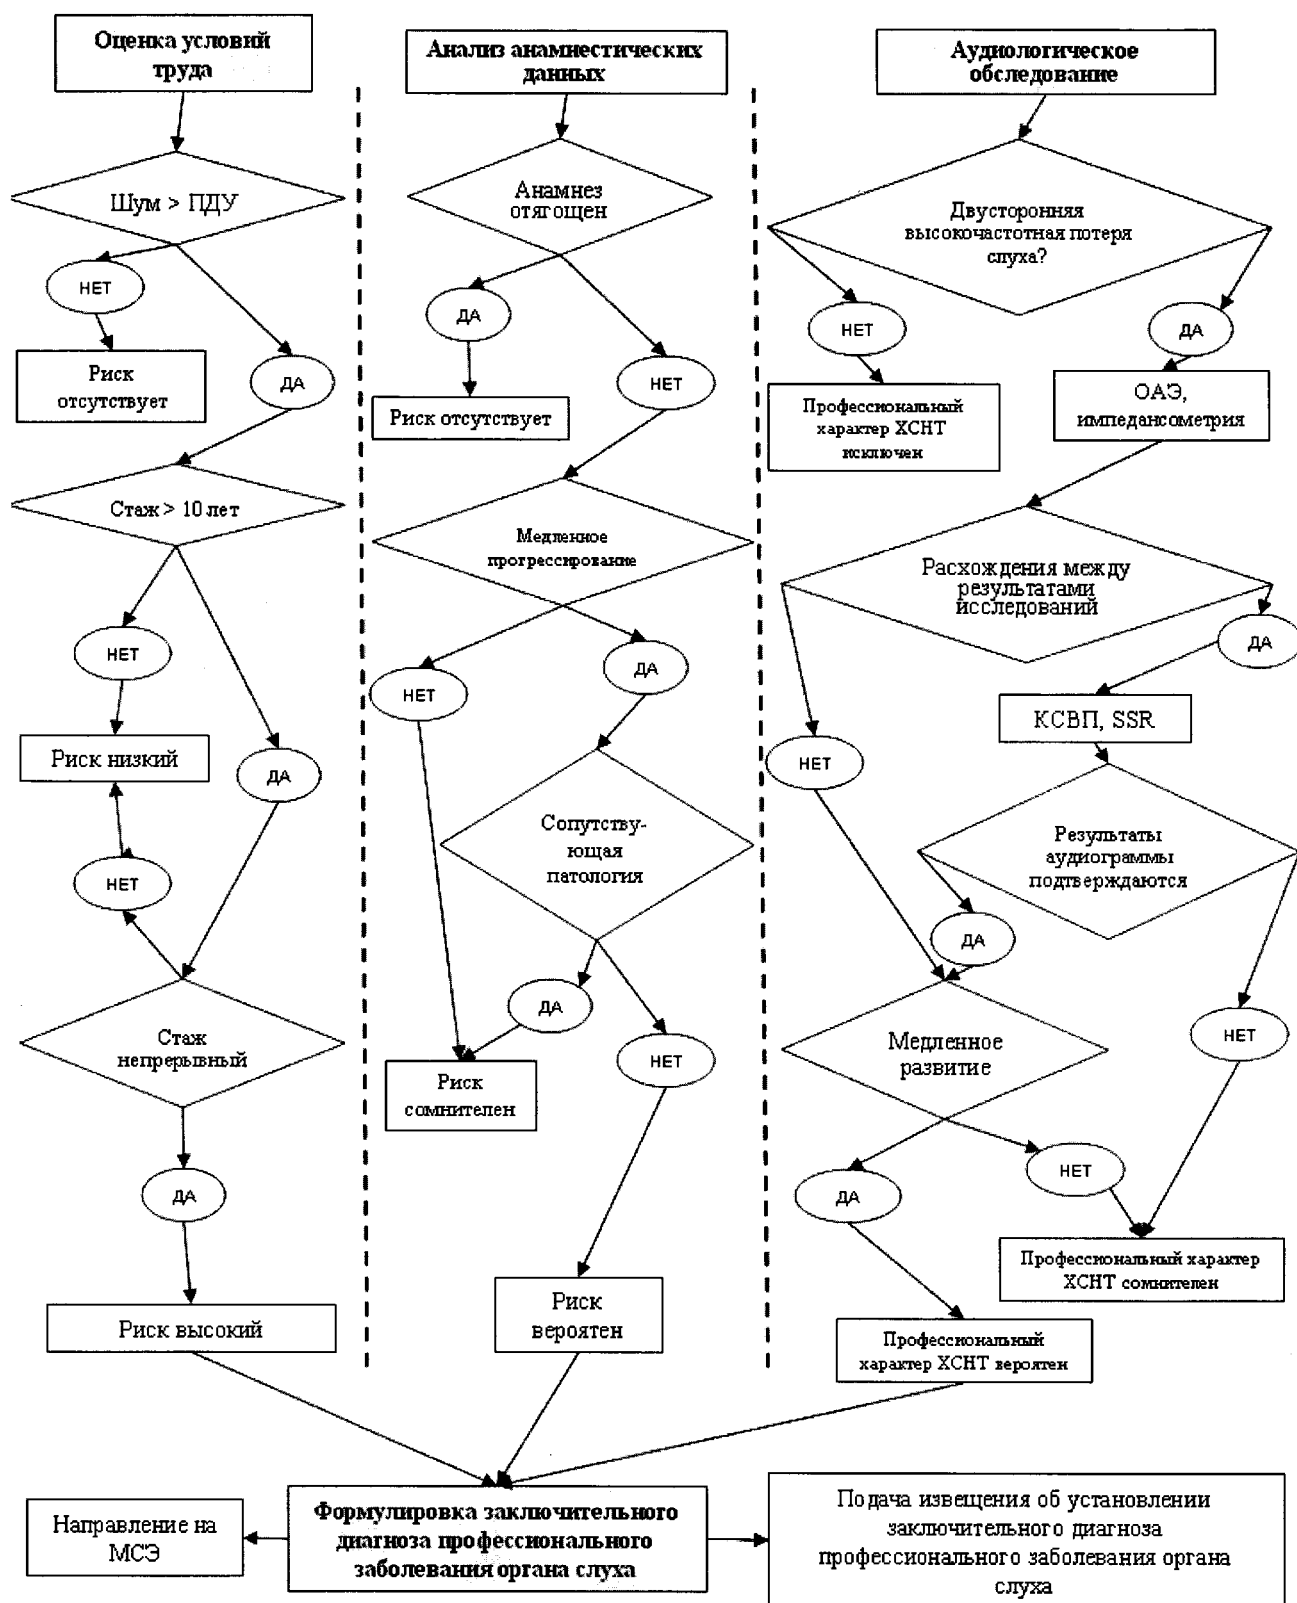 Оценка условий
труда
Шум > ПДУ
НЕТ
Риск
отсутствует
ДА
Стаж > 10 лет
НЕТ
Риск низкий
ДА
НЕТ
Стаж
непрерывный
ДА
Риск высокий
Анализ анамнестических
данных
Анамнез
отягощен
ДА
Риск отсутствует
НЕТ
Медленное
прогрессирование
НЕТ
ДА
Сопутству-
ющая
патология
ДА
Риск
сомнителен
НЕТ
Риск
вероятен
Аудиологическое
обследование
Двусторонняя
высокочастотная потеря
слуха?
НЕТ
Профессиональный
характер ХСНТ
исключен
ДА
ОАЭ,
импедансометрия
Расхождения между
результатами
исследований
ДА
КСВП, SSR
НЕТ
Результаты
аудиограммы
подтверждаются
ДА
НЕТ
Медленное
развитие
ДА
НЕТ
Профессиональный характер
ХСНТ сомнителен
Профессиональный
характер ХСНТ вероятен
Направление на
МСЭ
Формулировка заключительного
диагноза профессионального
заболевания органа слуха
Подача извещения об установлении
заключительного диагноза
профессионального заболевания органа
слуха